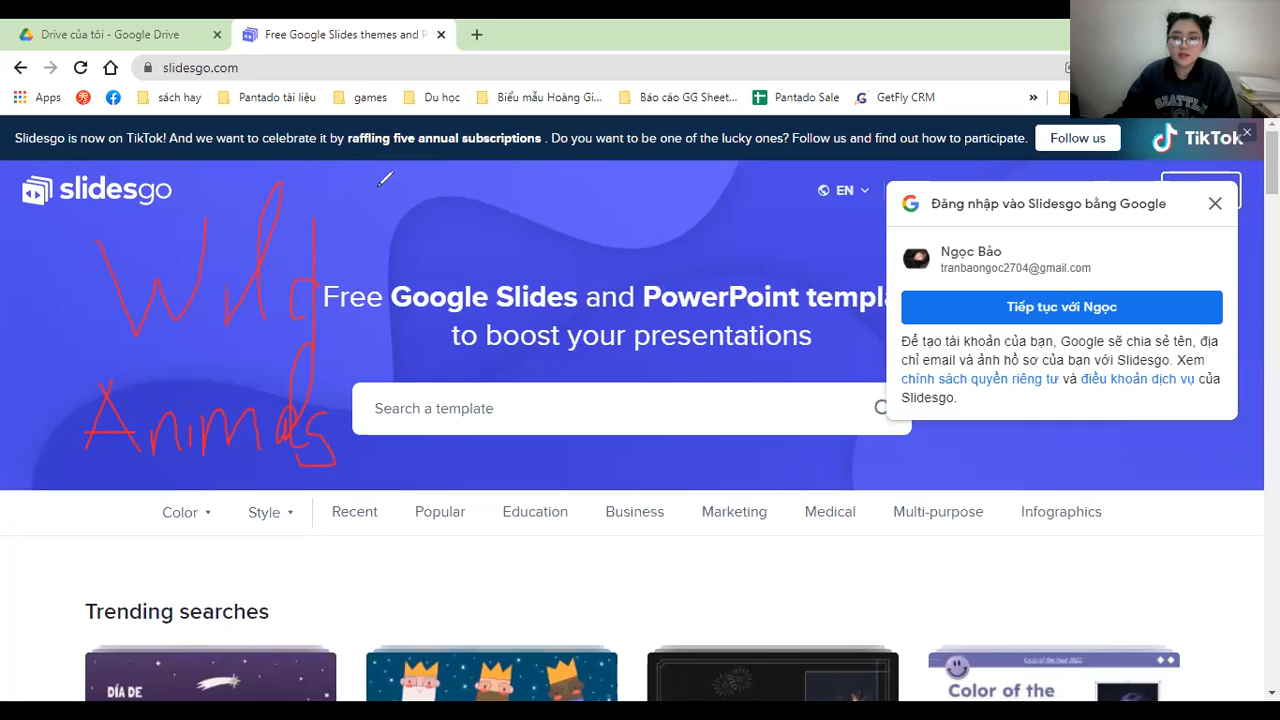 Drive của tôi - Google Drive
Free Google Slides themes and P
slidesgo.com
Apps
sách hay
Pantado tài liệu
games
Du học
Biểu mẫu Hoàng Gi...
Báo cáo GG Sheet...
Pantado Sale
GetFly CRM
»
Slidesgo is now on TikTok! And we want to celebrate it by raffling five annual subscriptions . Do you want to be one of the lucky ones? Follow us and find out how to participate.
Follow us
TikTok
slidesgo
EN
Đăng nhập vào Slidesgo bằng Google
Ngọc Bảo
tranbaongoc2704@gmail.com
Tiếp tục với Ngọc
Để tạo tài khoản của bạn, Google sẽ chia sẻ tên, địa
chỉ email và ảnh hồ sơ của bạn với Slidesgo. Xem
chính sách quyền riêng tư và điều khoản dịch vụ của
Slidesgo.
Wild
Animals
Free Google Slides and PowerPoint templa
to boost your presentations
Search a template
Color
Style
Recent
Popular
Education
Business
Marketing
Medical
Multi-purpose
Infographics
Trending searches
DÍA DE
Color of the year 2022
Color of the
SEATTLE